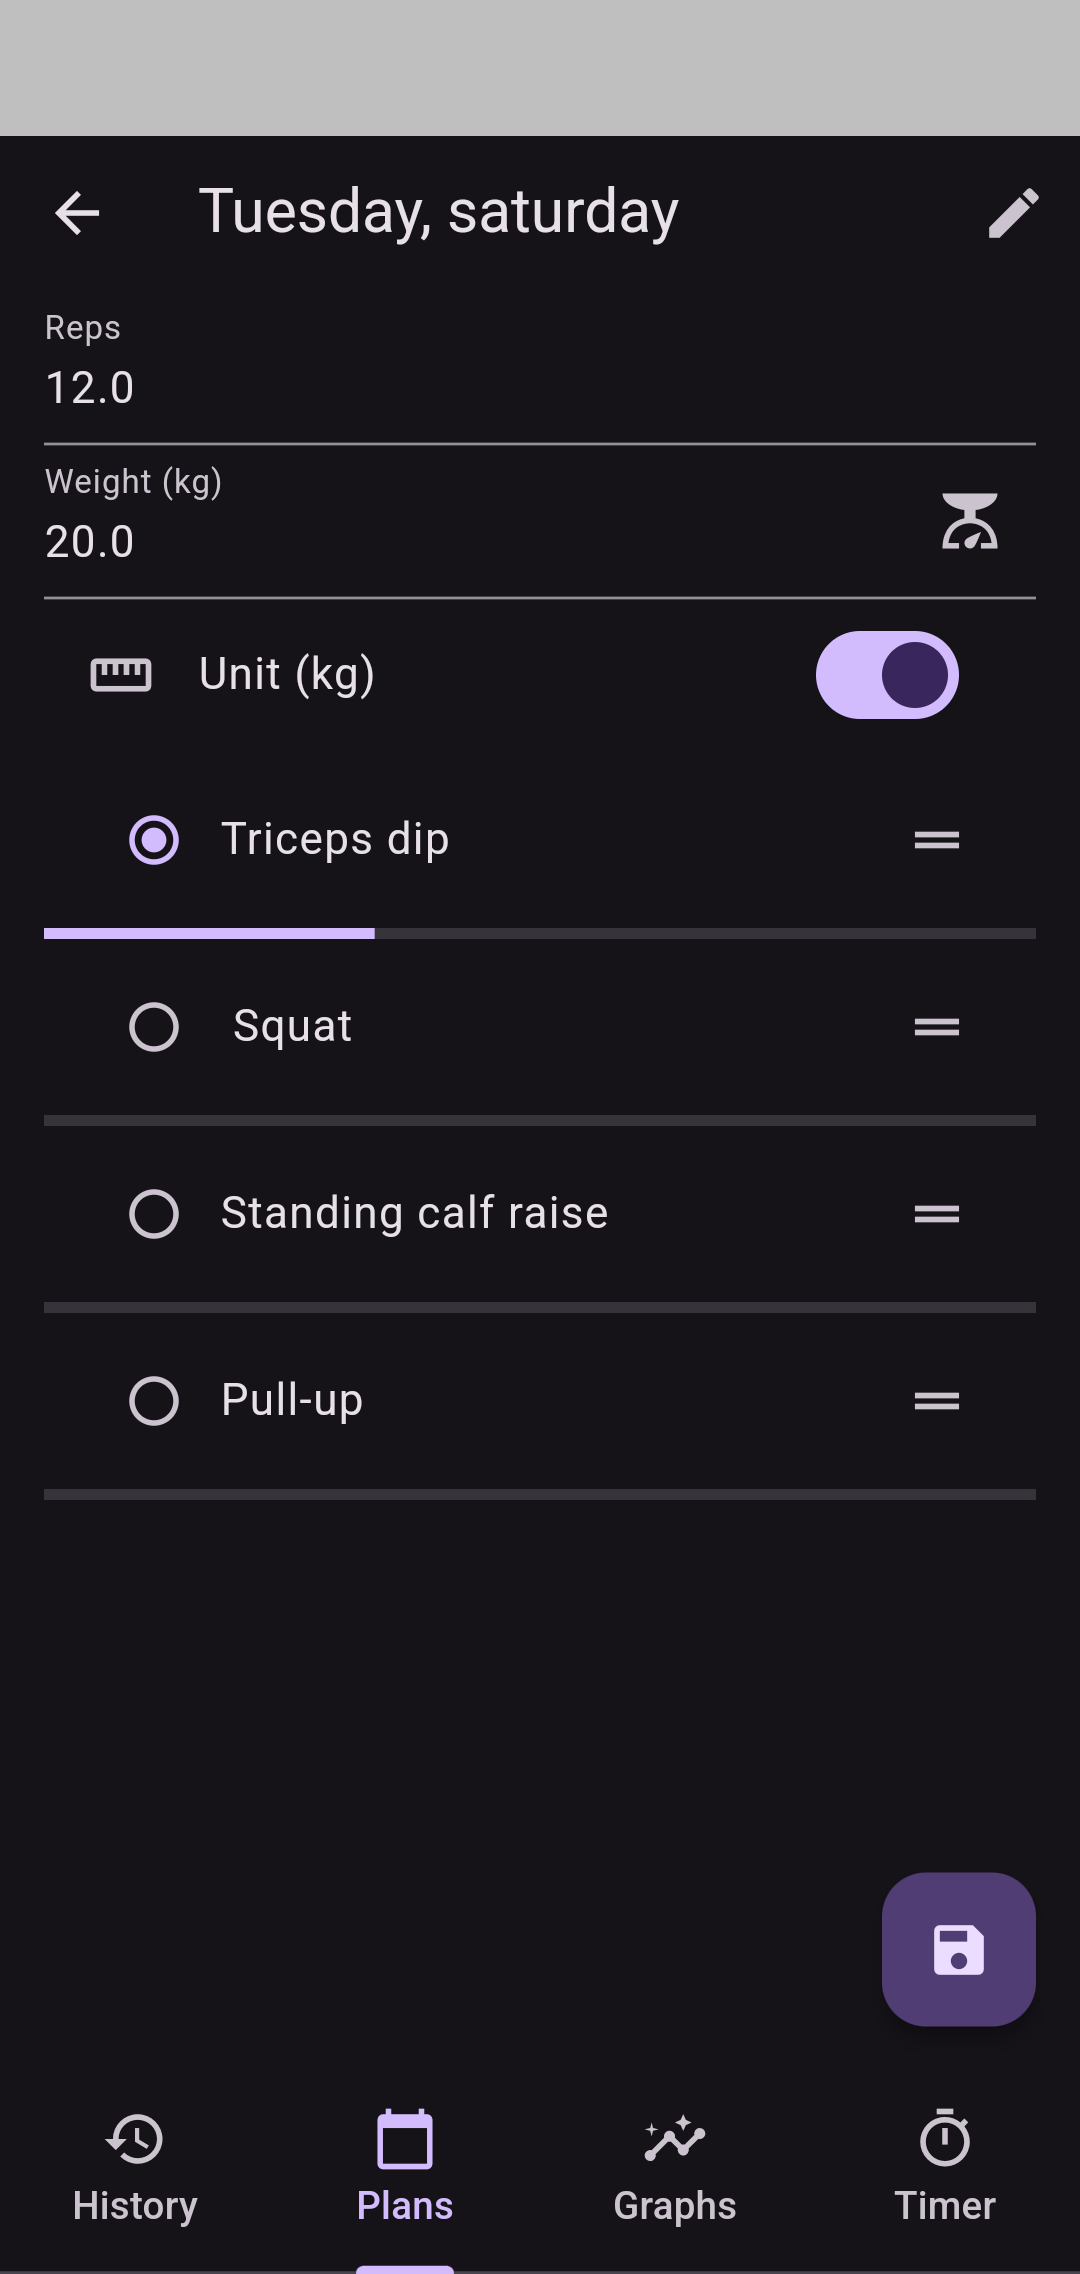 Tuesday, saturday
Reps
12.0
Weight (kg)
20.0
Unit (kg)
Triceps dip
Squat
Standing calf raise
Pull-up
History
Plans
Graphs
Timer